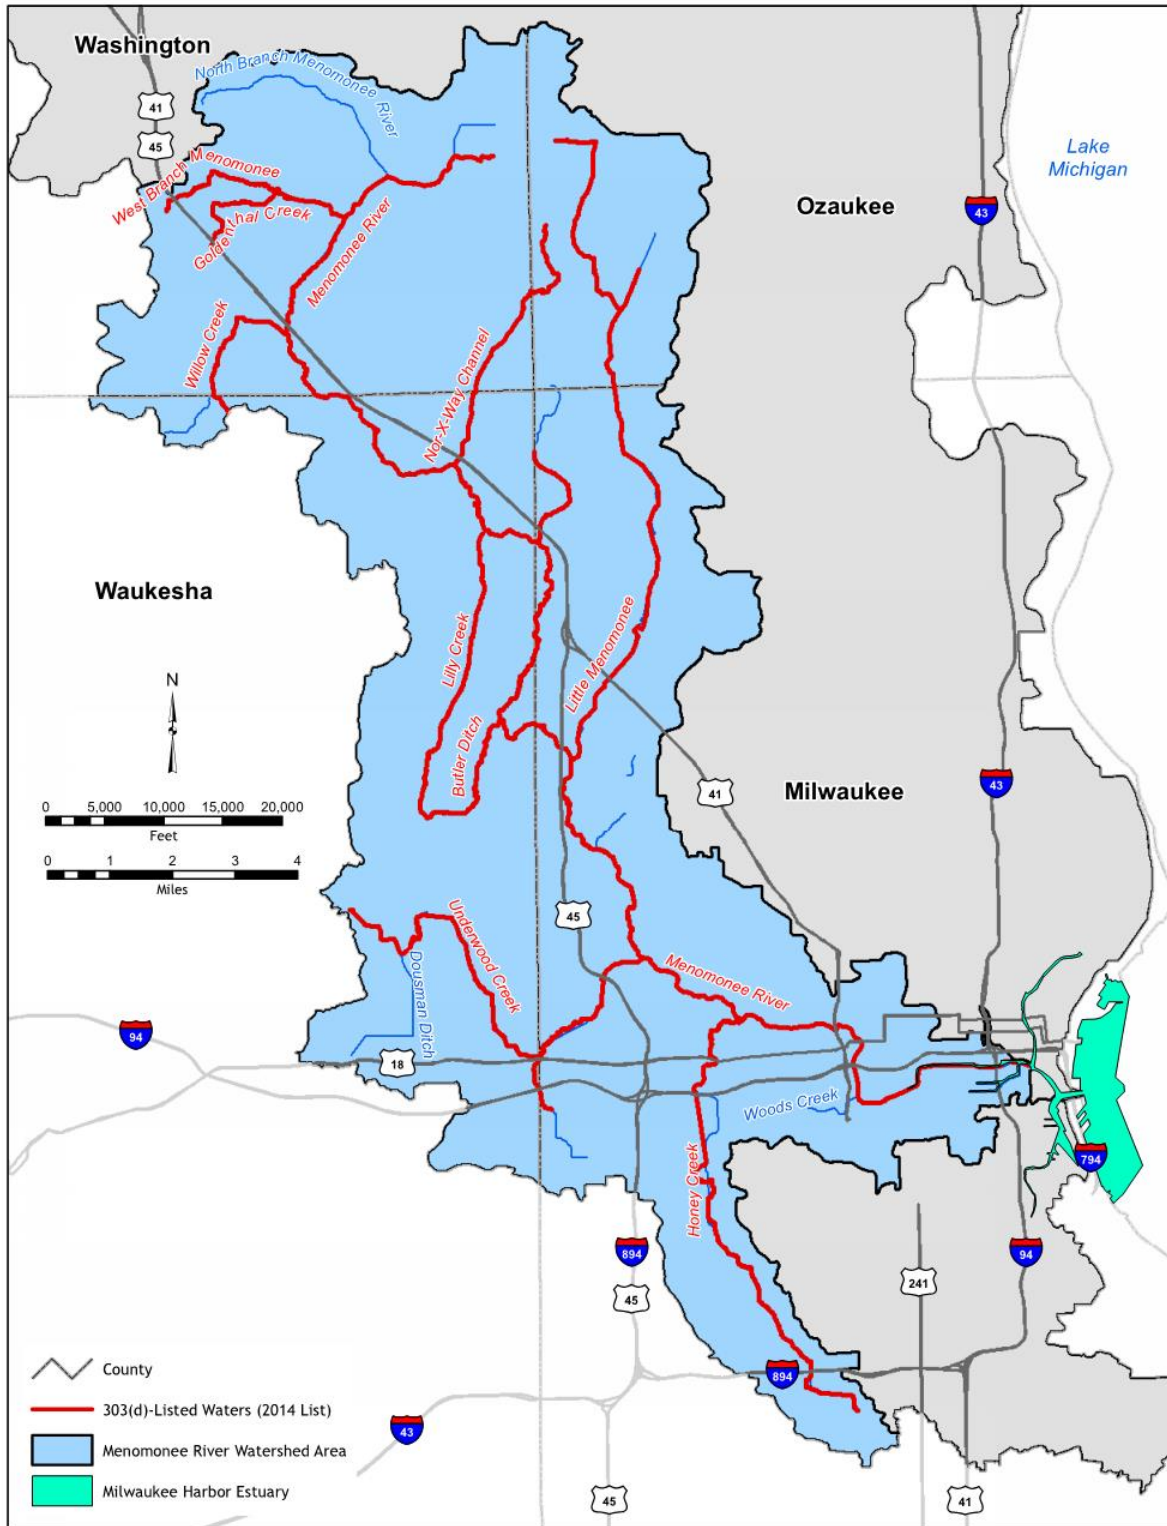 Washington
North Branch Menomonee River
41
45
Lake
Michigan
West Branch Menomonee
Ozaukee
43
Goldenthal Creek
Menomonee River
Willow Creek
Nor-X-Way Channel
Waukesha
Lilly Creek
Little Menomonee
N
Butler Ditch
41
43
Milwaukee
0 5,000 10,000 15,000 20,000
Feet
0 1 2 3 4
Miles
45
Underwood Creek
Dousman Ditch
Menomonee River
94
18
Woods Creek
794
Honey Creek
894
45
94
241
County
894
303(d)-Listed Waters (2014 List)
43
Menomonee River Watershed Area
Milwaukee Harbor Estuary
45
41